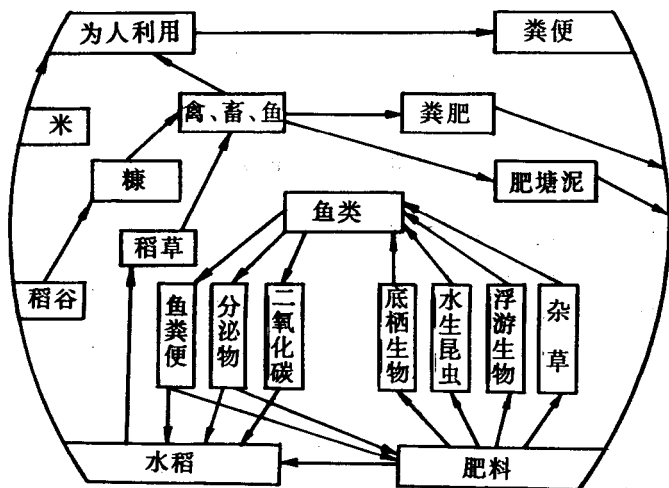 为人利用
粪便
禽、畜、鱼
粪肥
米
糠
肥塘泥
鱼类
稻草
稻谷
鱼粪便
分泌物
二氧化碳
底栖生物
水生昆虫
浮游生物
杂草
水稻
肥料